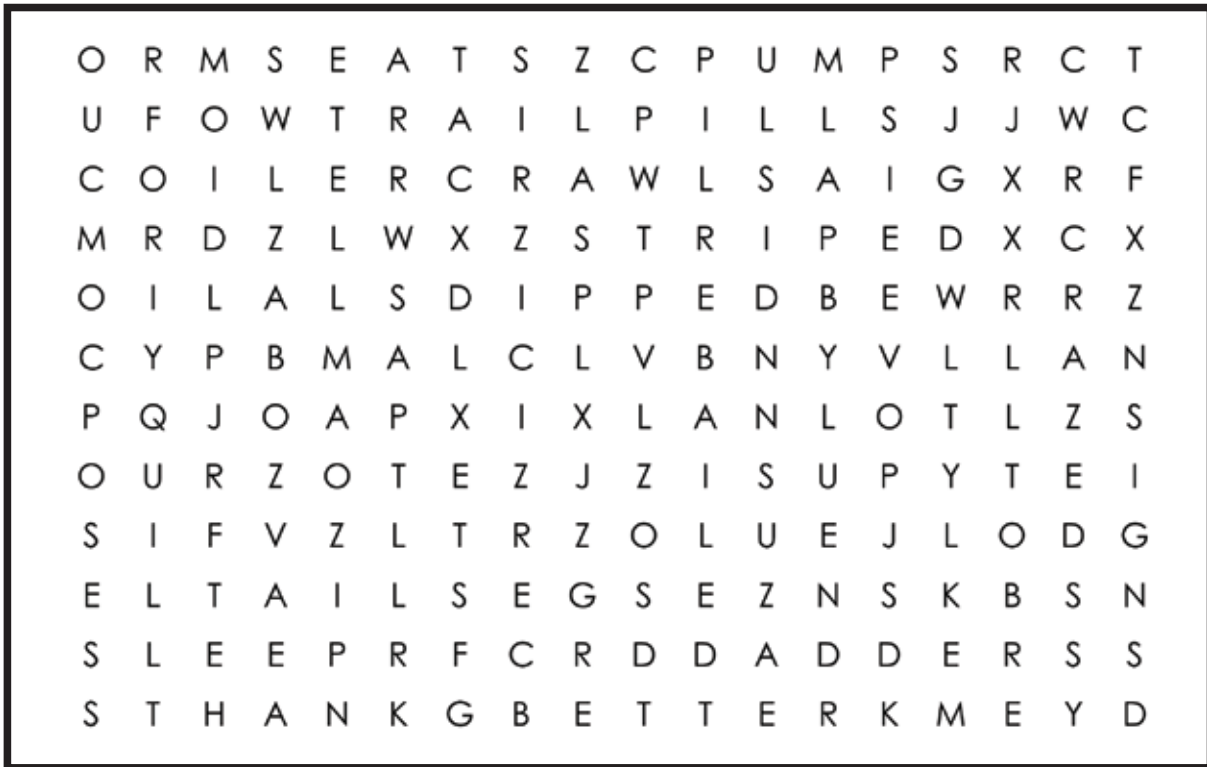 O R M S E A T S Z C P U M P S R C T
U F O W T R A I L P I L L S J J W C
C O I L E R C R A W L S A I G X R F
M R D Z L W X Z S T R I P E D X C X
O I L A L S D I P P E D B E W R R Z
C Y P B M A L C L V B N Y V L L A N
P Q J O A P X I X L A N L O T L Z S
O U R Z O T E Z J Z I S U P Y T E I
S I F V Z L T R Z O L U E J L O D G
E L T A I L S E G S E Z N S K B S N
S L E E P R F C R D D A D D E R S S
S T H A N K G B E T T E R K M E Y D